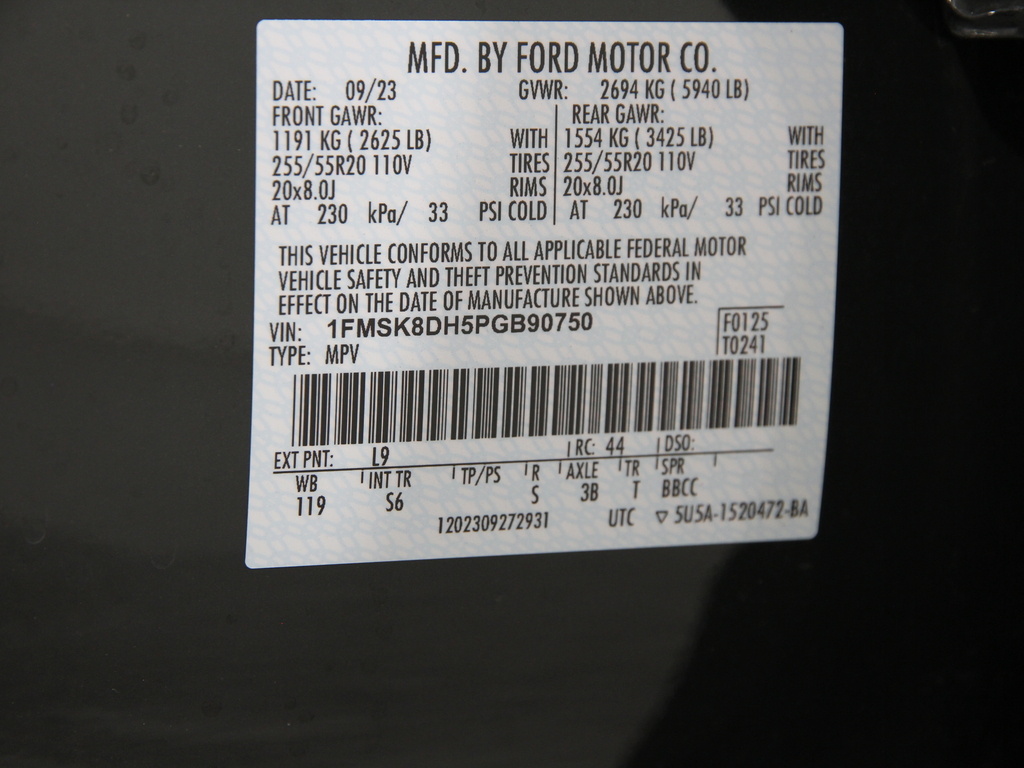 MFD. BY FORD MOTOR CO.
DATE: 09/23 GVWR: 2694 KG ( 5940 LB)
FRONT GAWR: REAR GAWR:
1191 KG ( 2625 LB) WITH 1554 KG ( 3425 LB) WITH
255/55R20 110V TIRES 255/55R20 110V TIRES
20x8.0J RIMS 20x8.0J RIMS
AT 230 kPa/ 33 PSI COLD AT 230 kPa/ 33 PSI COLD
THIS VEHICLE CONFORMS TO ALL APPLICABLE FEDERAL MOTOR
VEHICLE SAFETY AND THEFT PREVENTION STANDARDS IN
EFFECT ON THE DATE OF MANUFACTURE SHOWN ABOVE.
VIN: 1FMSK8DH5PGB90750 F0125
TYPE: MPV T0241
EXT PNT: L9 RC: 44 DSO:
WB INT TR TP/PS R AXLE TR SPR
119 S6 S 3B T BBCC
1202309272931 UTC ▽ 5U5A-1520472-BA